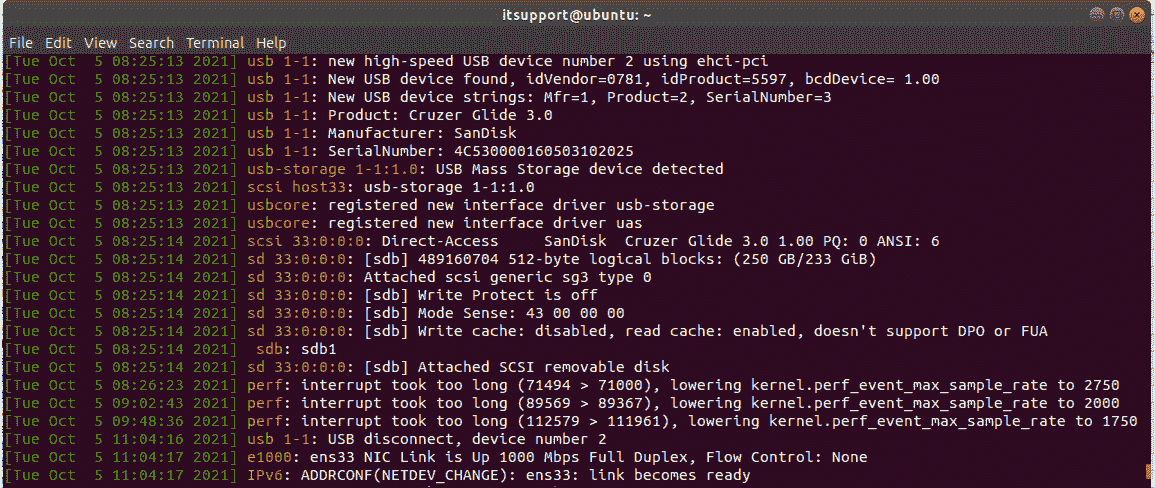 itsupport@ubuntu: ~
File Edit View Search Terminal Help
[Tue Oct  5 08:25:13 2021] usb 1-1: new high-speed USB device number 2 using ehci-pci
[Tue Oct  5 08:25:13 2021] usb 1-1: New USB device found, idVendor=0781, idProduct=5597, bcdDevice= 1.00
[Tue Oct  5 08:25:13 2021] usb 1-1: New USB device strings: Mfr=1, Product=2, SerialNumber=3
[Tue Oct  5 08:25:13 2021] usb 1-1: Product: Cruzer Glide 3.0
[Tue Oct  5 08:25:13 2021] usb 1-1: Manufacturer: SanDisk
[Tue Oct  5 08:25:13 2021] usb 1-1: SerialNumber: 4C530000160503102025
[Tue Oct  5 08:25:13 2021] usb-storage 1-1:1.0: USB Mass Storage device detected
[Tue Oct  5 08:25:13 2021] scsi host33: usb-storage 1-1:1.0
[Tue Oct  5 08:25:13 2021] usbcore: registered new interface driver usb-storage
[Tue Oct  5 08:25:13 2021] usbcore: registered new interface driver uas
[Tue Oct  5 08:25:14 2021] scsi 33:0:0:0: Direct-Access     SanDisk  Cruzer Glide 3.0 1.00 PQ: 0 ANSI: 6
[Tue Oct  5 08:25:14 2021] sd 33:0:0:0: [sdb] 489160704 512-byte logical blocks: (250 GB/233 GiB)
[Tue Oct  5 08:25:14 2021] sd 33:0:0:0: Attached scsi generic sg3 type 0
[Tue Oct  5 08:25:14 2021] sd 33:0:0:0: [sdb] Write Protect is off
[Tue Oct  5 08:25:14 2021] sd 33:0:0:0: [sdb] Mode Sense: 43 00 00 00
[Tue Oct  5 08:25:14 2021] sd 33:0:0:0: [sdb] Write cache: disabled, read cache: enabled, doesn't support DPO or FUA
[Tue Oct  5 08:25:14 2021]  sdb: sdb1
[Tue Oct  5 08:25:14 2021] sd 33:0:0:0: [sdb] Attached SCSI removable disk
[Tue Oct  5 08:26:23 2021] perf: interrupt took too long (71494 > 71000), lowering kernel.perf_event_max_sample_rate to 2750
[Tue Oct  5 09:02:43 2021] perf: interrupt took too long (89569 > 89367), lowering kernel.perf_event_max_sample_rate to 2000
[Tue Oct  5 09:48:36 2021] perf: interrupt took too long (112579 > 111961), lowering kernel.perf_event_max_sample_rate to 1750
[Tue Oct  5 11:04:16 2021] usb 1-1: USB disconnect, device number 2
[Tue Oct  5 11:04:17 2021] e1000: ens33 NIC Link is Up 1000 Mbps Full Duplex, Flow Control: None
[Tue Oct  5 11:04:17 2021] IPv6: ADDRCONF(NETDEV_CHANGE): ens33: link becomes ready